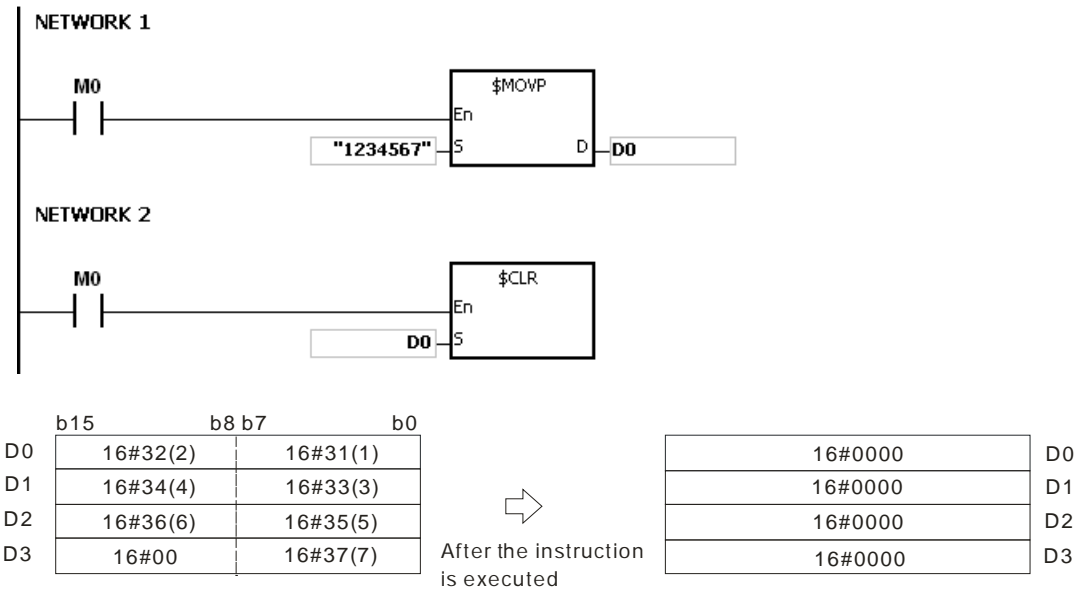 NETWORK 1
M0
$MOVP
En
"1234567" S D D0
NETWORK 2
M0
$CLR
En
D0 S
b15 b8 b7 b0
D0 16#32(2) 16#31(1) 16#0000 D0
D1 16#34(4) 16#33(3) 16#0000 D1
D2 16#36(6) 16#35(5) 16#0000 D2
D3 16#00 16#37(7) 16#0000 D3
After the instruction
is executed